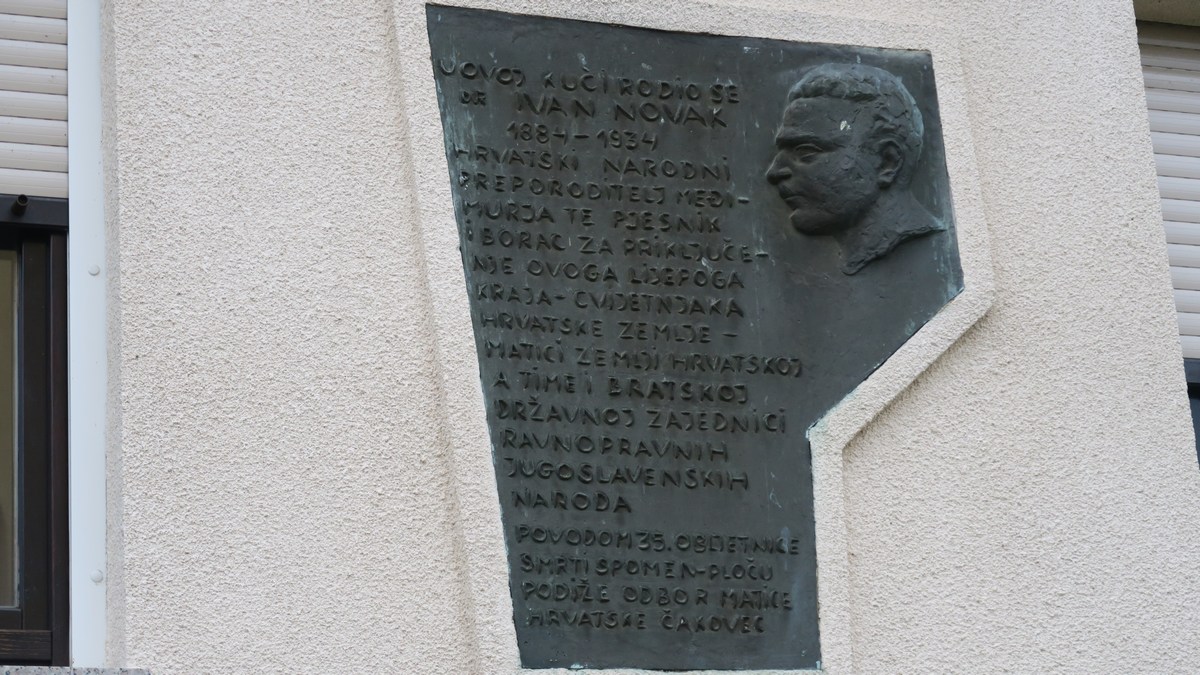 U OVOJ KUĆI RODIO SE
DR IVAN NOVAK
1884 - 1934
HRVATSKI NARODNI
PREPORODITELJ MEĐI-
MURJA TE PJESNIK
I BORAC ZA PRIKLJUČE-
NJE OVOGA LIJEPOGA
KRAJA - CVIJETNJAKA
HRVATSKE ZEMLJE -
MATICI ZEMLJI HRVATSKOJ
A TIME I BRATSKOJ
DRŽAVNOJ ZAJEDNICI
RAVNOPRAVNIH
JUGOSLAVENSKIH
NARODA
POVODOM 35. OBLJETNICE
SMRTI SPOMEN-PLOČU
PODIŽE ODBOR MATICE
HRVATSKE ČAKOVEC